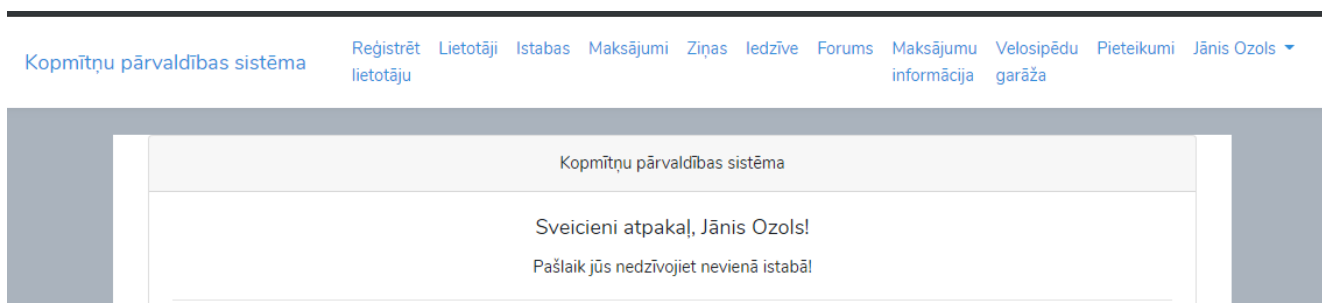 Kopmītņu pārvaldības sistēma
Reģistrēt lietotāju
Lietotāji
Istabas
Maksājumi
Ziņas
Iedzīve
Forums
Maksājumu informācija
Velosipēdu garāža
Pieteikumi
Jānis Ozols
Kopmītņu pārvaldības sistēma
Sveicieni atpakaļ, Jānis Ozols!
Pašlaik jūs nedzīvojiet nevienā istabā!